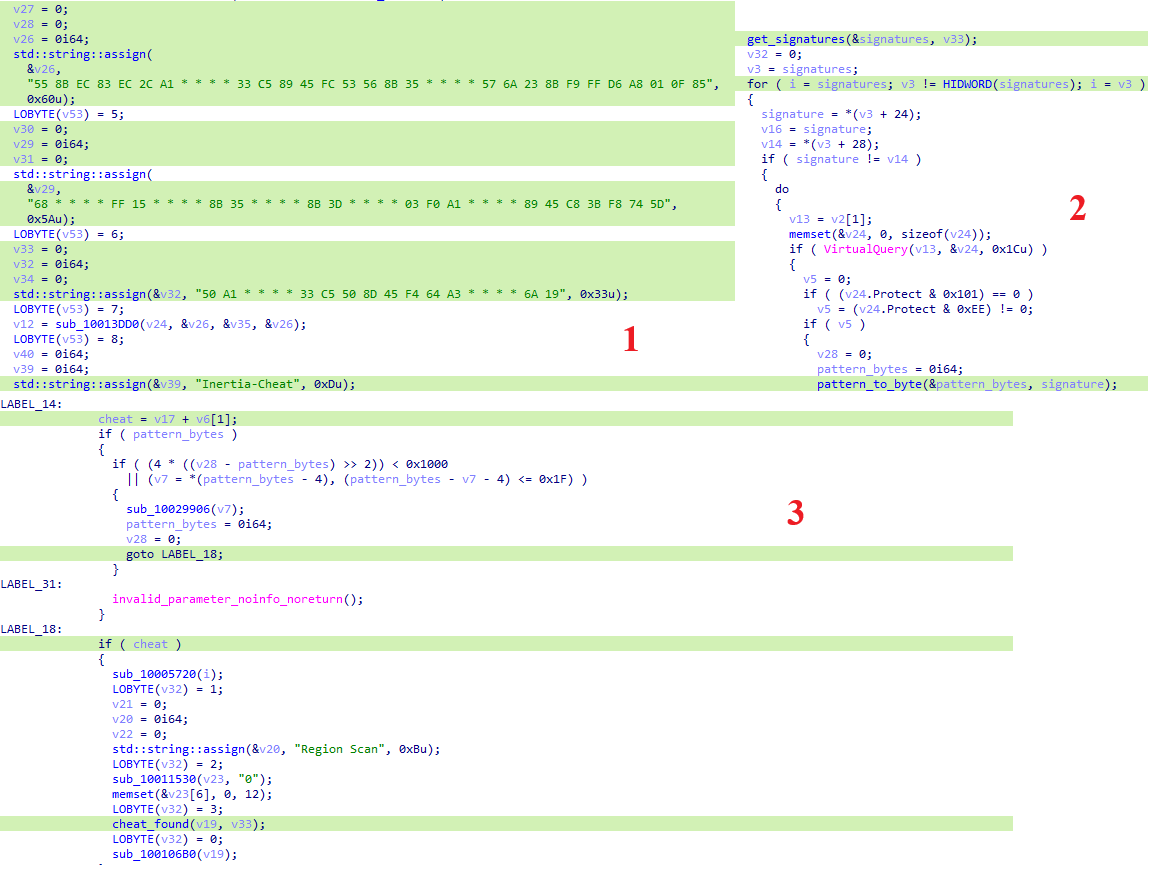 v27 = 0;
v28 = 0;
v26 = 0i64;
std::string::assign(
&v26,
"55 8B EC 83 EC 2C A1 * * * * 33 C5 89 45 FC 53 56 8B 35 * * * * 57 6A 23 8B F9 FF D6 A8 01 0F 85",
0x60u);
LOBYTE(v53) = 5;
v30 = 0;
v29 = 0i64;
v31 = 0;
std::string::assign(
&v29,
"68 * * * * FF 15 * * * * 8B 35 * * * * 8B 3D * * * * 03 F0 A1 * * * * 89 45 C8 3B F8 74 5D",
0x5Au);
LOBYTE(v53) = 6;
v33 = 0;
v32 = 0i64;
v34 = 0;
std::string::assign(&v32, "50 A1 * * * * 33 C5 50 8D 45 F4 64 A3 * * * * 6A 19", 0x33u);
LOBYTE(v53) = 7;
v12 = sub_10013DD0(v24, &v26, &v35, &v26);
LOBYTE(v53) = 8;
v40 = 0i64;
v39 = 0i64;
std::string::assign(&v39, "Inertia-Cheat", 0xDu);
1
get_signatures(&signatures, v33);
v32 = 0;
v3 = signatures;
for ( i = signatures; v3 != HIDWORD(signatures); i = v3 )
{
signature = *(v3 + 24);
v16 = signature;
v14 = *(v3 + 28);
if ( signature != v14 )
{
do
{
v13 = v2[1];
memset(&v24, 0, sizeof(v24));
if ( VirtualQuery(v13, &v24, 0x1Cu) )
{
v5 = 0;
if ( (v24.Protect & 0x101) == 0 )
v5 = (v24.Protect & 0xEE) != 0;
if ( v5 )
{
v28 = 0;
pattern_bytes = 0i64;
pattern_to_byte(&pattern_bytes, signature);
2
LABEL_14:
cheat = v17 + v6[1];
if ( pattern_bytes )
{
if ( (4 * ((v28 - pattern_bytes) >> 2)) < 0x1000
|| (v7 = *(pattern_bytes - 4), (pattern_bytes - v7 - 4) <= 0x1F) )
{
sub_10029906(v7);
pattern_bytes = 0i64;
v28 = 0;
goto LABEL_18;
}
LABEL_31:
invalid_parameter_noinfo_noreturn();
}
LABEL_18:
if ( cheat )
{
sub_10005720(i);
LOBYTE(v32) = 1;
v21 = 0;
v20 = 0i64;
v22 = 0;
std::string::assign(&v20, "Region Scan", 0xBu);
LOBYTE(v32) = 2;
sub_10011530(v23, "0");
memset(&v23[6], 0, 12);
LOBYTE(v32) = 3;
cheat_found(v19, v33);
LOBYTE(v32) = 0;
sub_100106B0(v19);
3